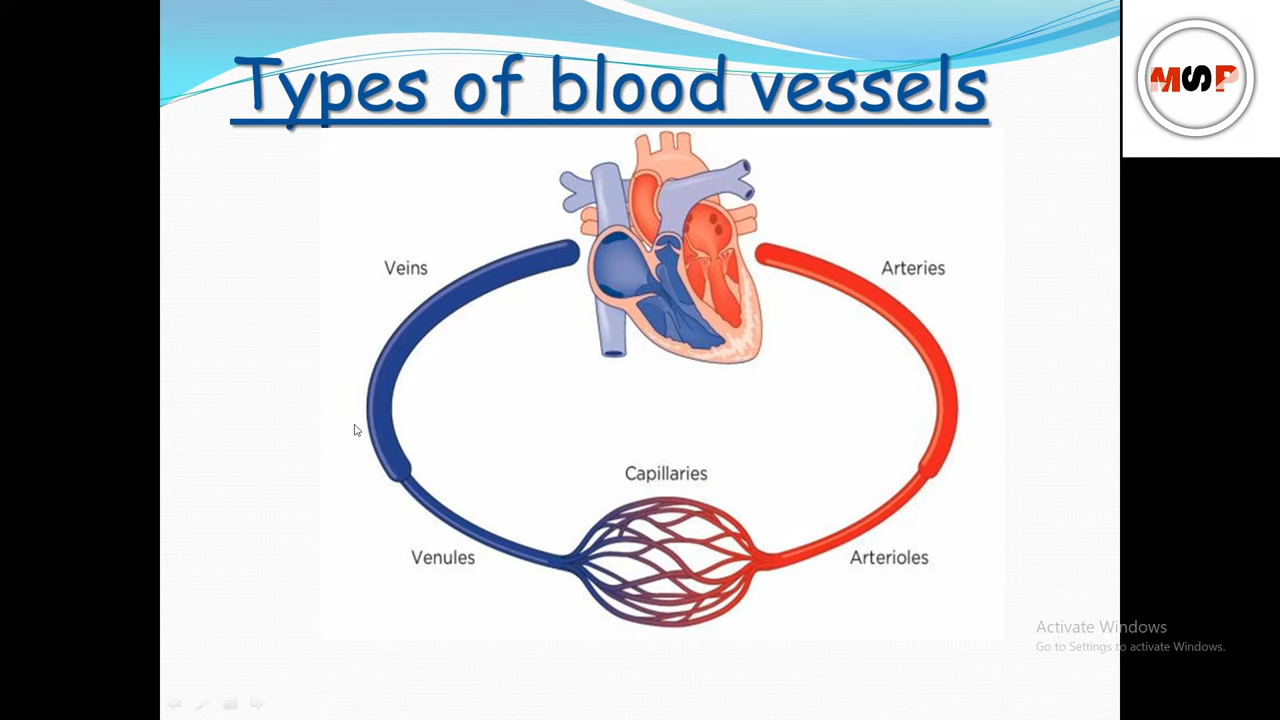 Types of blood vessels
MSP
Veins
Arteries
Capillaries
Venules
Arterioles
Activate Windows
Go to Settings to activate Windows.